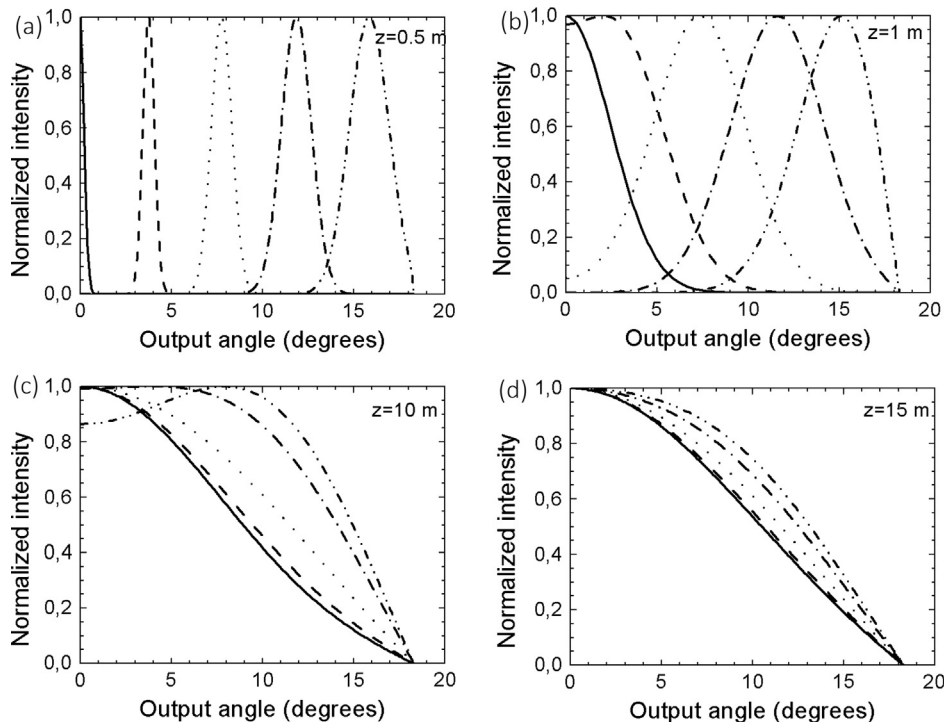 (a)
z=0.5 m
Normalized intensity
1,0
0,8
0,6
0,4
0,2
0,0
0 5 10 15 20
Output angle (degrees)
(b)
z=1 m
Normalized intensity
1,0
0,8
0,6
0,4
0,2
0,0
0 5 10 15 20
Output angle (degrees)
(c)
z=10 m
Normalized intensity
1,0
0,8
0,6
0,4
0,2
0,0
0 5 10 15 20
Output angle (degrees)
(d)
z=15 m
Normalized intensity
1,0
0,8
0,6
0,4
0,2
0,0
0 5 10 15 20
Output angle (degrees)